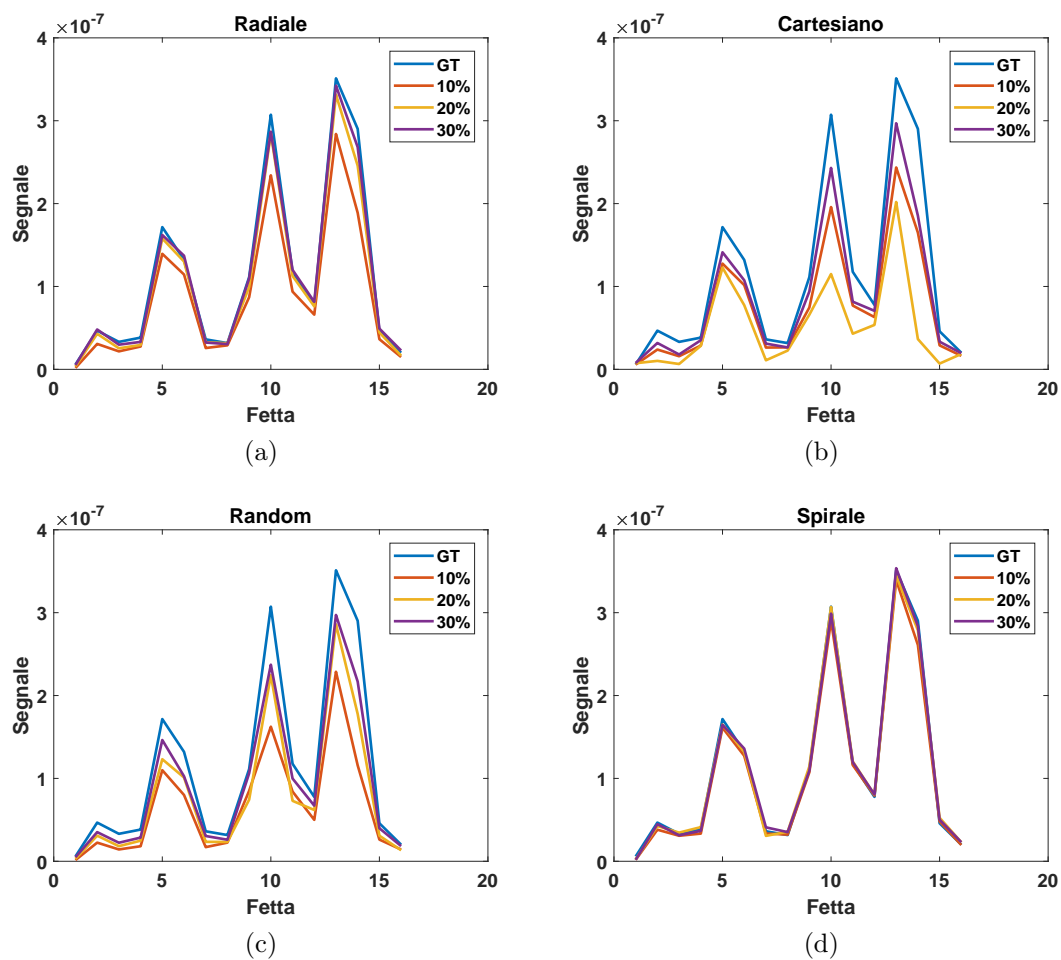 Radiale
×10⁻⁷
4
3
2
1
0
Segnale
0 5 10 15 20
Fetta
GT
10%
20%
30%
(a)
Cartesiano
×10⁻⁷
4
3
2
1
0
Segnale
0 5 10 15 20
Fetta
GT
10%
20%
30%
(b)
Random
×10⁻⁷
4
3
2
1
0
Segnale
0 5 10 15 20
Fetta
GT
10%
20%
30%
(c)
Spirale
×10⁻⁷
4
3
2
1
0
Segnale
0 5 10 15 20
Fetta
GT
10%
20%
30%
(d)